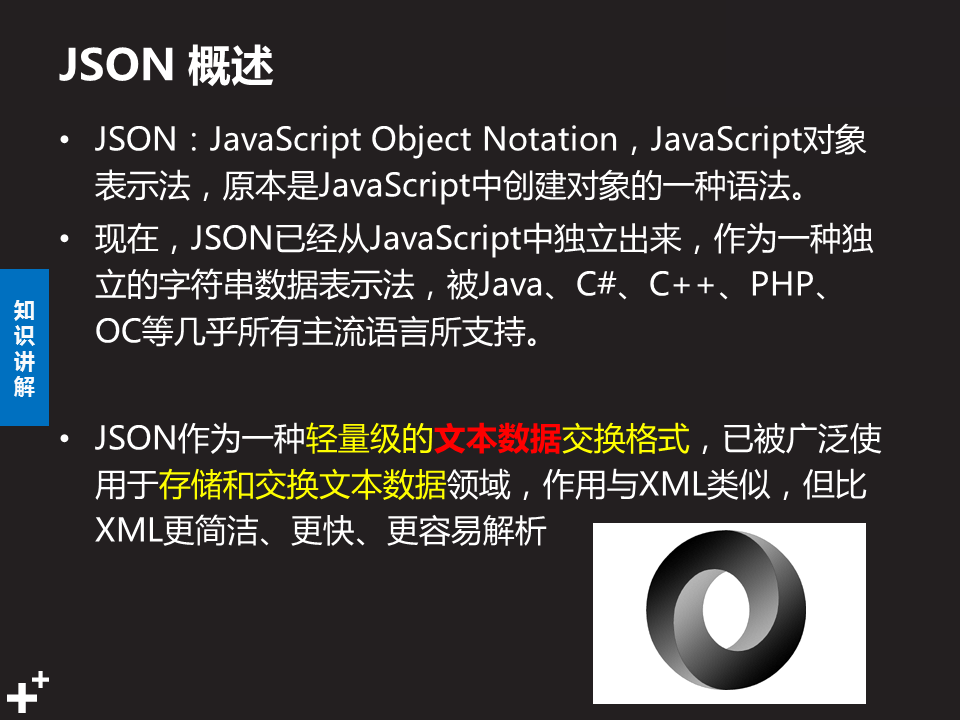 JSON 概述
• JSON：JavaScript Object Notation，JavaScript对象
表示法，原本是JavaScript中创建对象的一种语法。
• 现在，JSON已经从JavaScript中独立出来，作为一种独
立的字符串数据表示法，被Java、C#、C++、PHP、
OC等几乎所有主流语言所支持。
知
识
讲
解
• JSON作为一种轻量级的文本数据交换格式，已被广泛使
用于存储和交换文本数据领域，作用与XML类似，但比
XML更简洁、更快、更容易解析